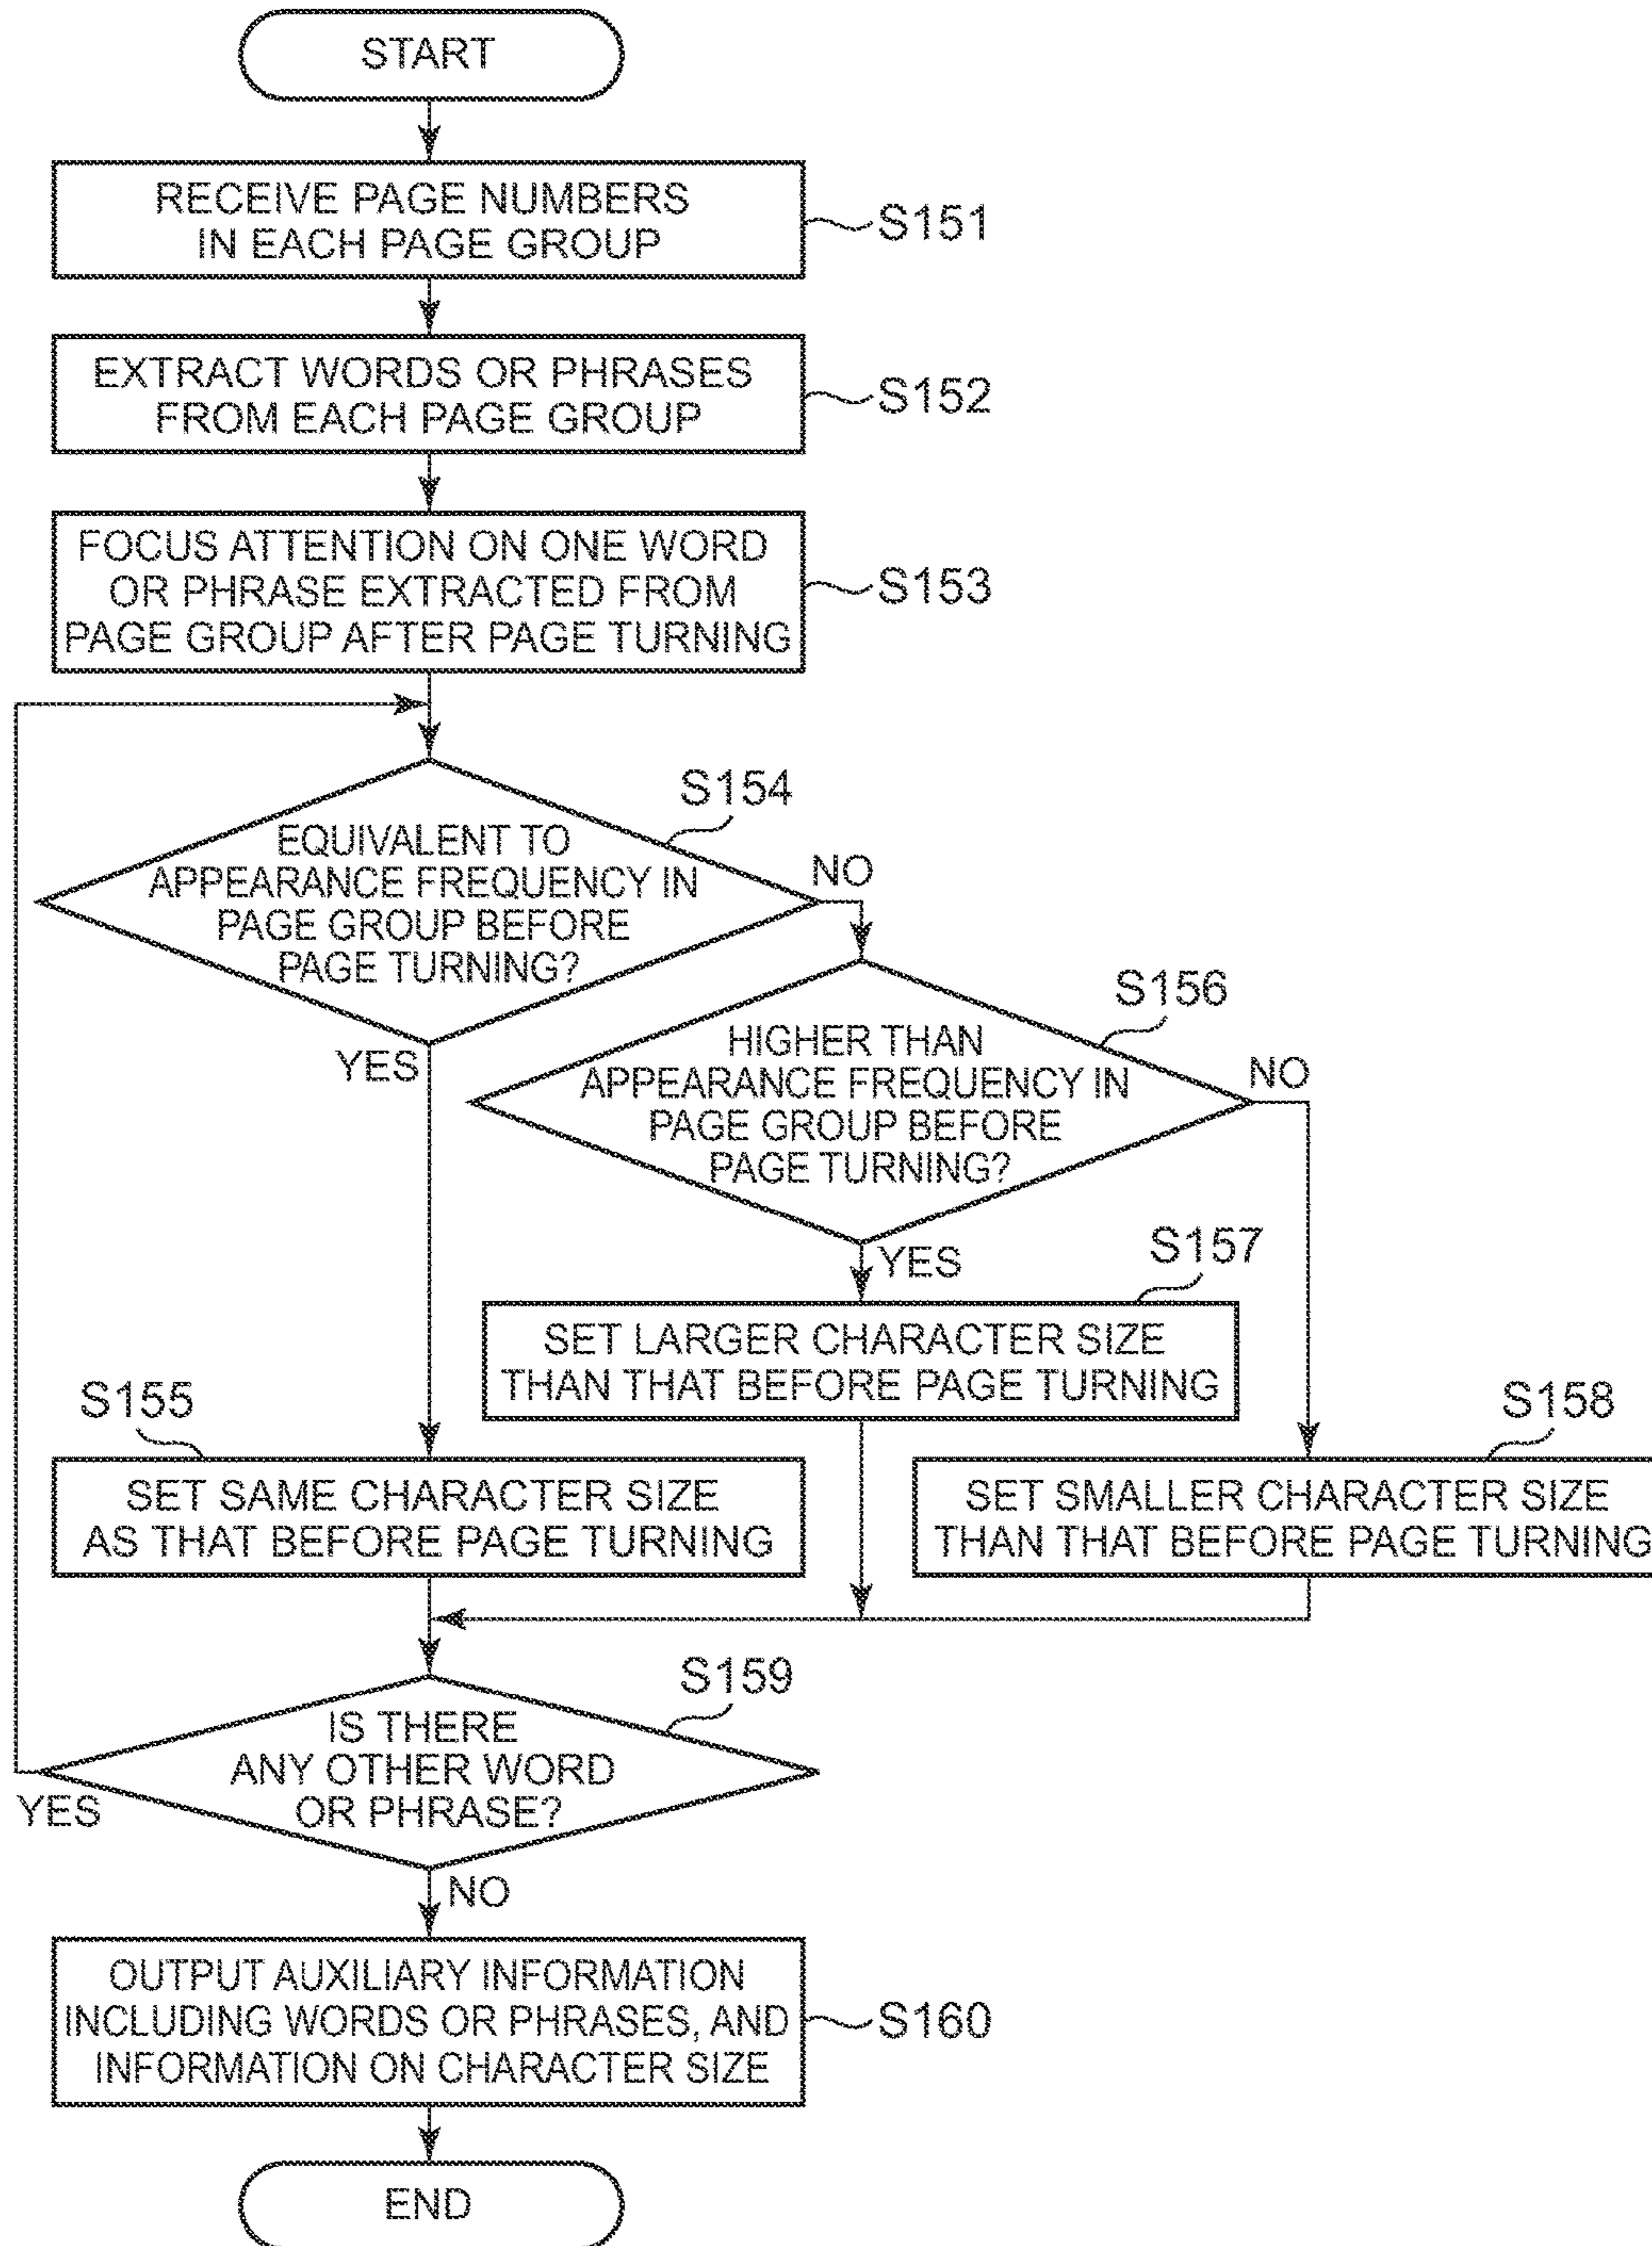 START
RECEIVE PAGE NUMBERS
IN EACH PAGE GROUP
S151
EXTRACT WORDS OR PHRASES
FROM EACH PAGE GROUP
S152
FOCUS ATTENTION ON ONE WORD
OR PHRASE EXTRACTED FROM
PAGE GROUP AFTER PAGE TURNING
S153
S154
EQUIVALENT TO
APPEARANCE FREQUENCY IN
PAGE GROUP BEFORE
PAGE TURNING?
NO
YES
S156
HIGHER THAN
APPEARANCE FREQUENCY IN
PAGE GROUP BEFORE
PAGE TURNING?
NO
YES
S157
SET LARGER CHARACTER SIZE
THAN THAT BEFORE PAGE TURNING
S155
SET SAME CHARACTER SIZE
AS THAT BEFORE PAGE TURNING
S158
SET SMALLER CHARACTER SIZE
THAN THAT BEFORE PAGE TURNING
S159
IS THERE
ANY OTHER WORD
OR PHRASE?
YES
NO
OUTPUT AUXILIARY INFORMATION
INCLUDING WORDS OR PHRASES, AND
INFORMATION ON CHARACTER SIZE
S160
END